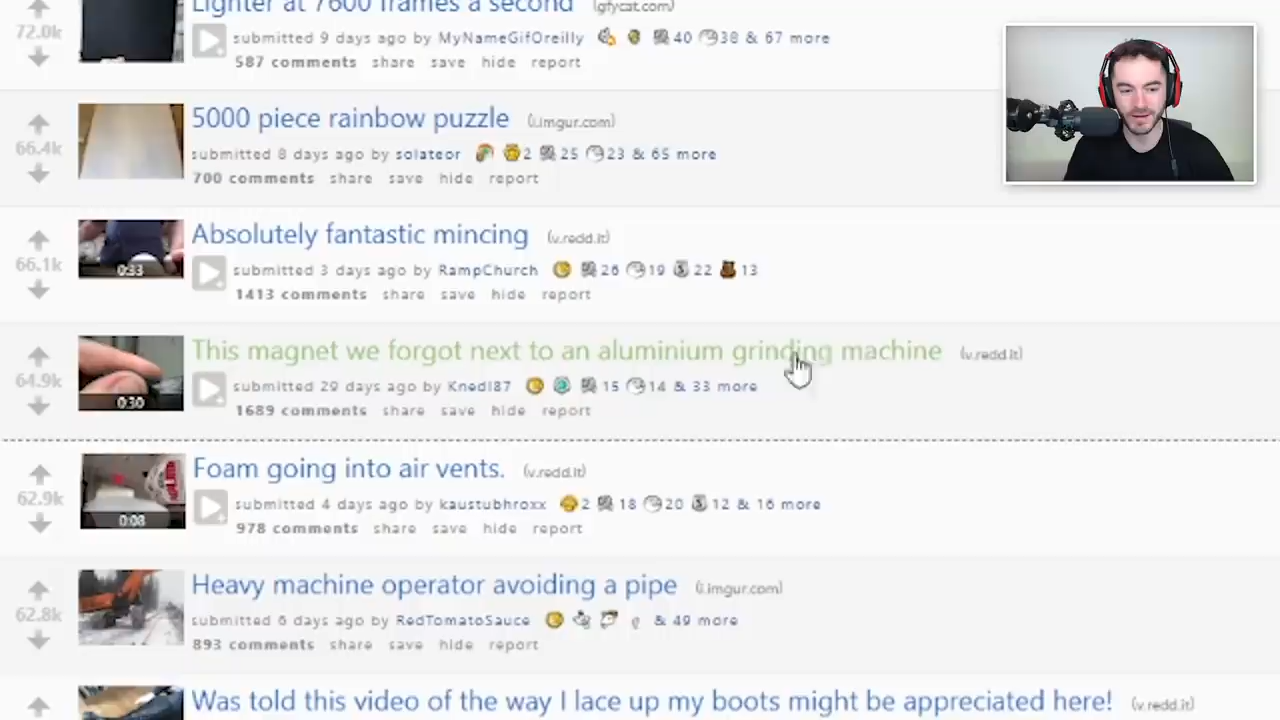 Lighter at 7600 frames a second (gfycat.com)
72.0k
submitted 9 days ago by MyNameGifOreilly 40 38 & 67 more
587 comments share save hide report
5000 piece rainbow puzzle (i.imgur.com)
66.4k
submitted 8 days ago by solateor 2 25 23 & 65 more
700 comments share save hide report
Absolutely fantastic mincing (v.redd.it)
66.1k
0:33
submitted 3 days ago by RampChurch 26 19 22 13
1413 comments share save hide report
This magnet we forgot next to an aluminium grinding machine (v.redd.it)
64.9k
0:30
submitted 29 days ago by Knedl87 15 14 & 33 more
1689 comments share save hide report
Foam going into air vents. (v.redd.it)
62.9k
0:08
submitted 4 days ago by kaustubhroxx 2 18 20 12 & 16 more
978 comments share save hide report
Heavy machine operator avoiding a pipe (i.imgur.com)
62.8k
submitted 6 days ago by RedTomatoSauce & 49 more
893 comments share save hide report
Was told this video of the way I lace up my boots might be appreciated here! (v.redd.it)